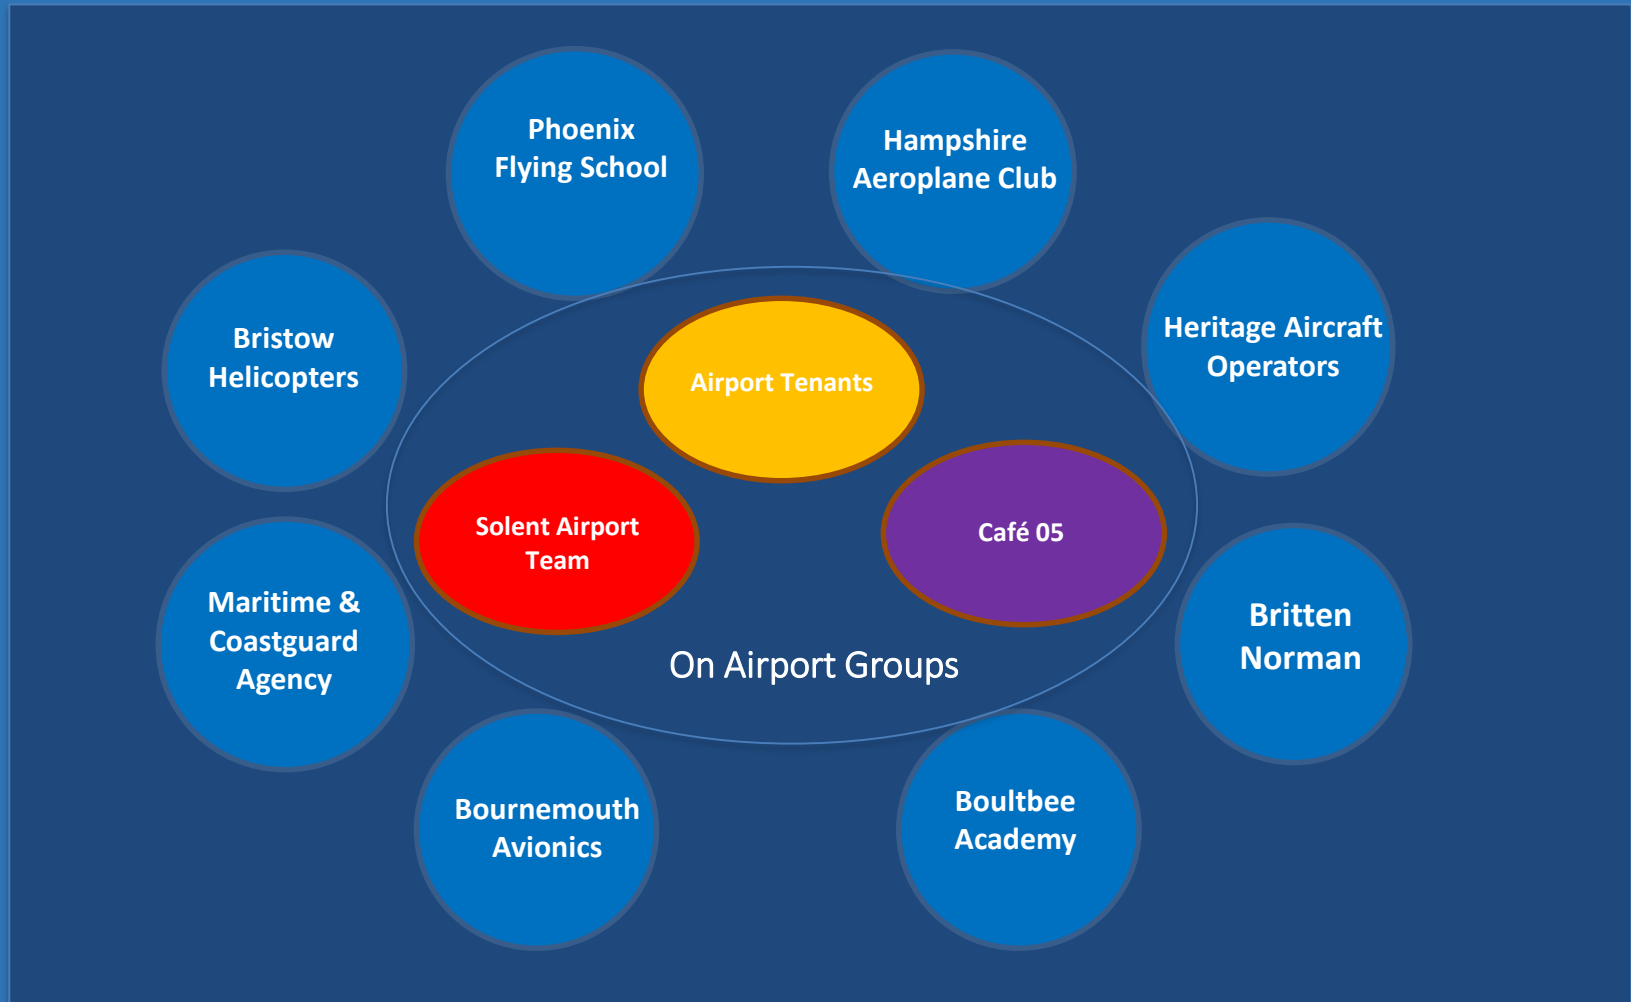 Phoenix
Flying School
Hampshire
Aeroplane Club
Bristow
Helicopters
Heritage Aircraft
Operators
Airport Tenants
Solent Airport
Team
Café 05
Maritime &
Coastguard
Agency
Britten
Norman
On Airport Groups
Bournemouth
Avionics
Boultbee
Academy